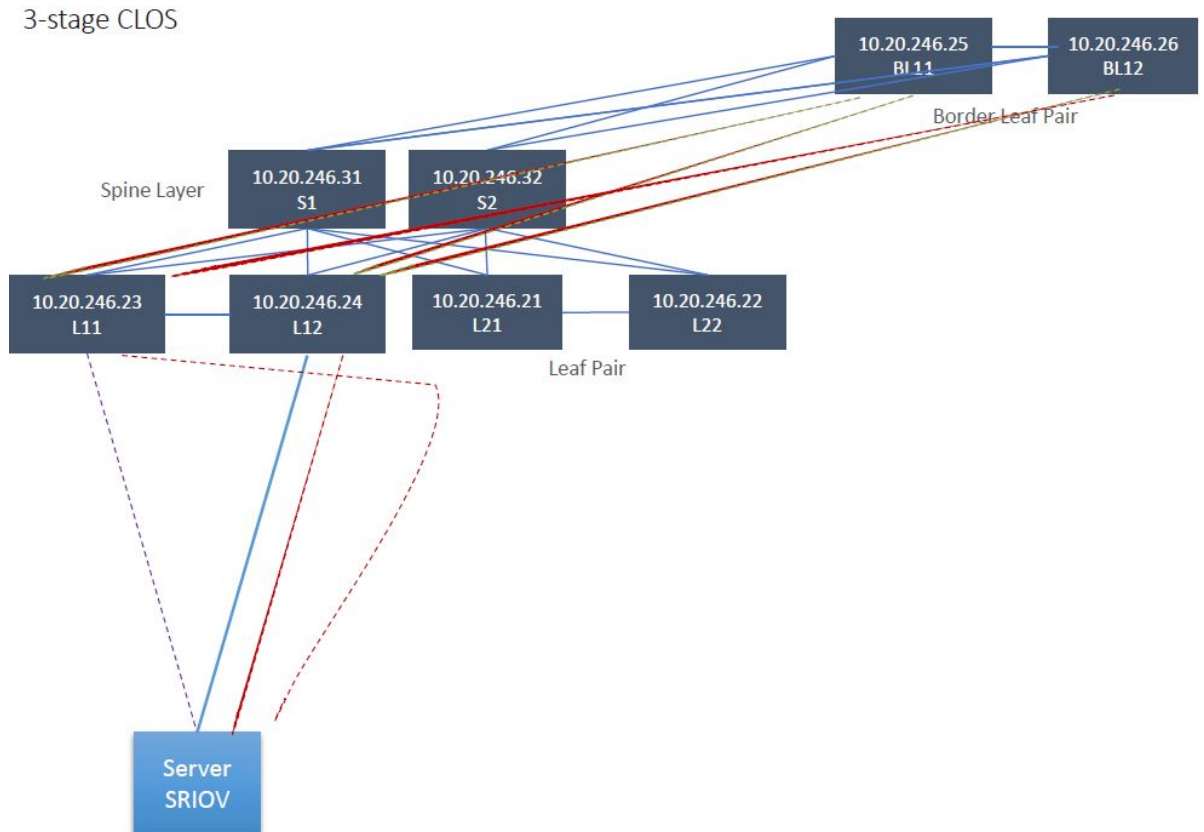 3-stage CLOS
10.20.246.25
BL11
10.20.246.26
BL12
Border Leaf Pair
Spine Layer
10.20.246.31
S1
10.20.246.32
S2
10.20.246.23
L11
10.20.246.24
L12
10.20.246.21
L21
10.20.246.22
L22
Leaf Pair
Server
SRIOV